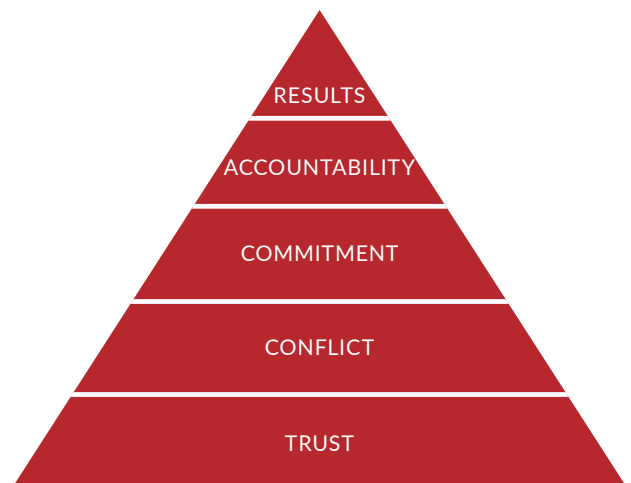 RESULTS
ACCOUNTABILITY
COMMITMENT
CONFLICT
TRUST